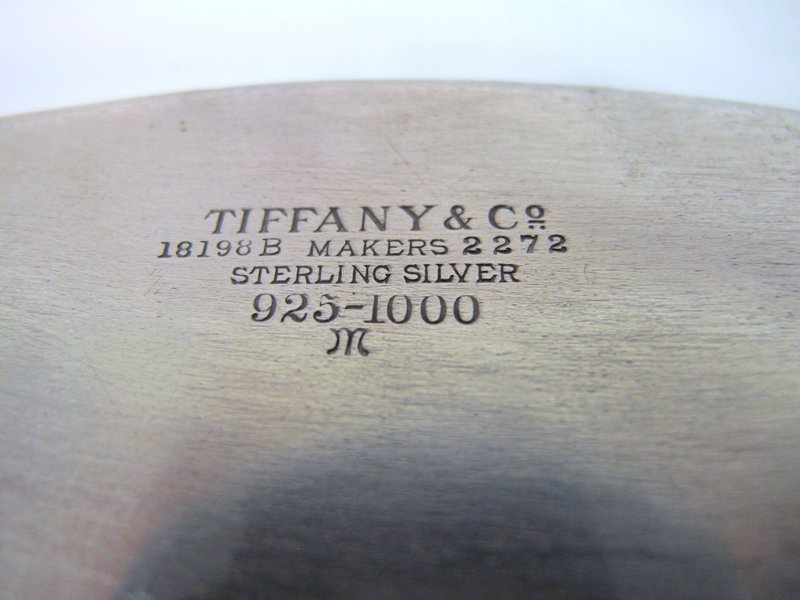 TIFFANY & Cº
18198B MAKERS 2272
STERLING SILVER
925-1000
M